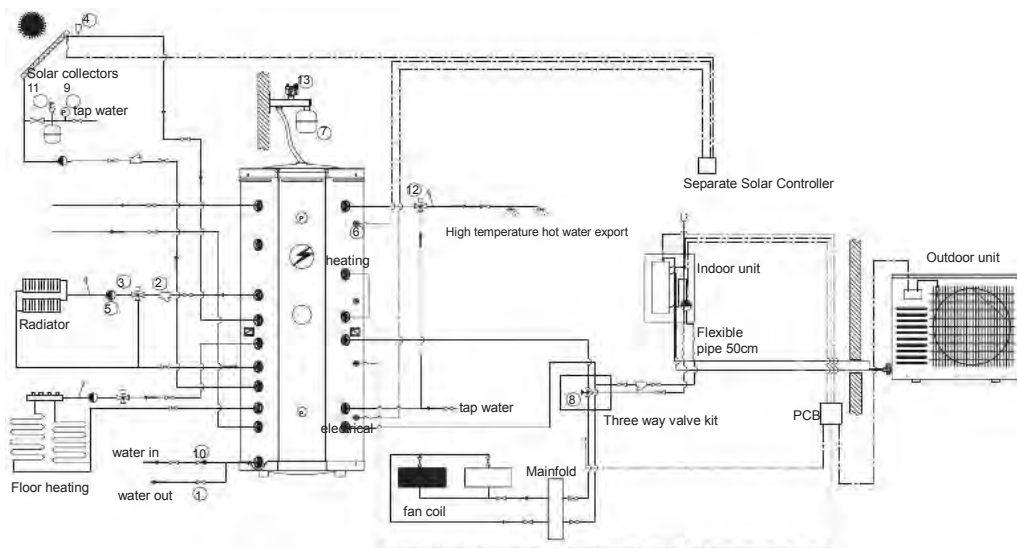 4
Solar collectors
11
9
P
tap water
13
7
Separate Solar Controller
12
P
6
High temperature hot water export
heating
Indoor unit
Outdoor unit
3
2
5
Radiator
Flexible
pipe 50cm
8
Three way valve kit
PCB
P
tap water
electrical
water in
10
Floor heating
water out
1
Mainfold
fan coil